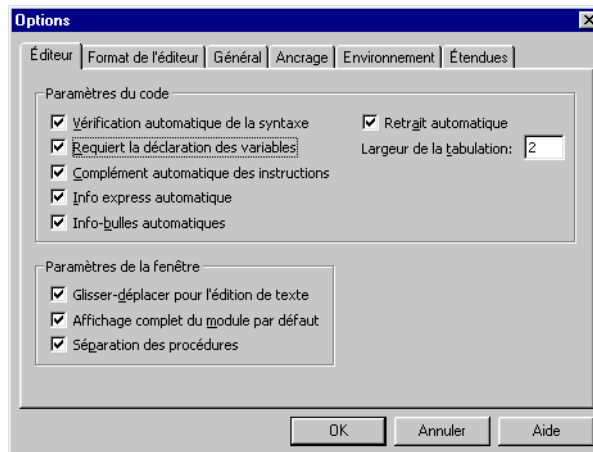 Options
Éditeur Format de l'éditeur Général Ancrage Environnement Étendues
Paramètres du code
Vérification automatique de la syntaxe Retrait automatique
Requiert la déclaration des variables Largeur de la tabulation: 2
Complément automatique des instructions
Info express automatique
Info-bulles automatiques
Paramètres de la fenêtre
Glisser-déplacer pour l'édition de texte
Affichage complet du module par défaut
Séparation des procédures
OK Annuler Aide